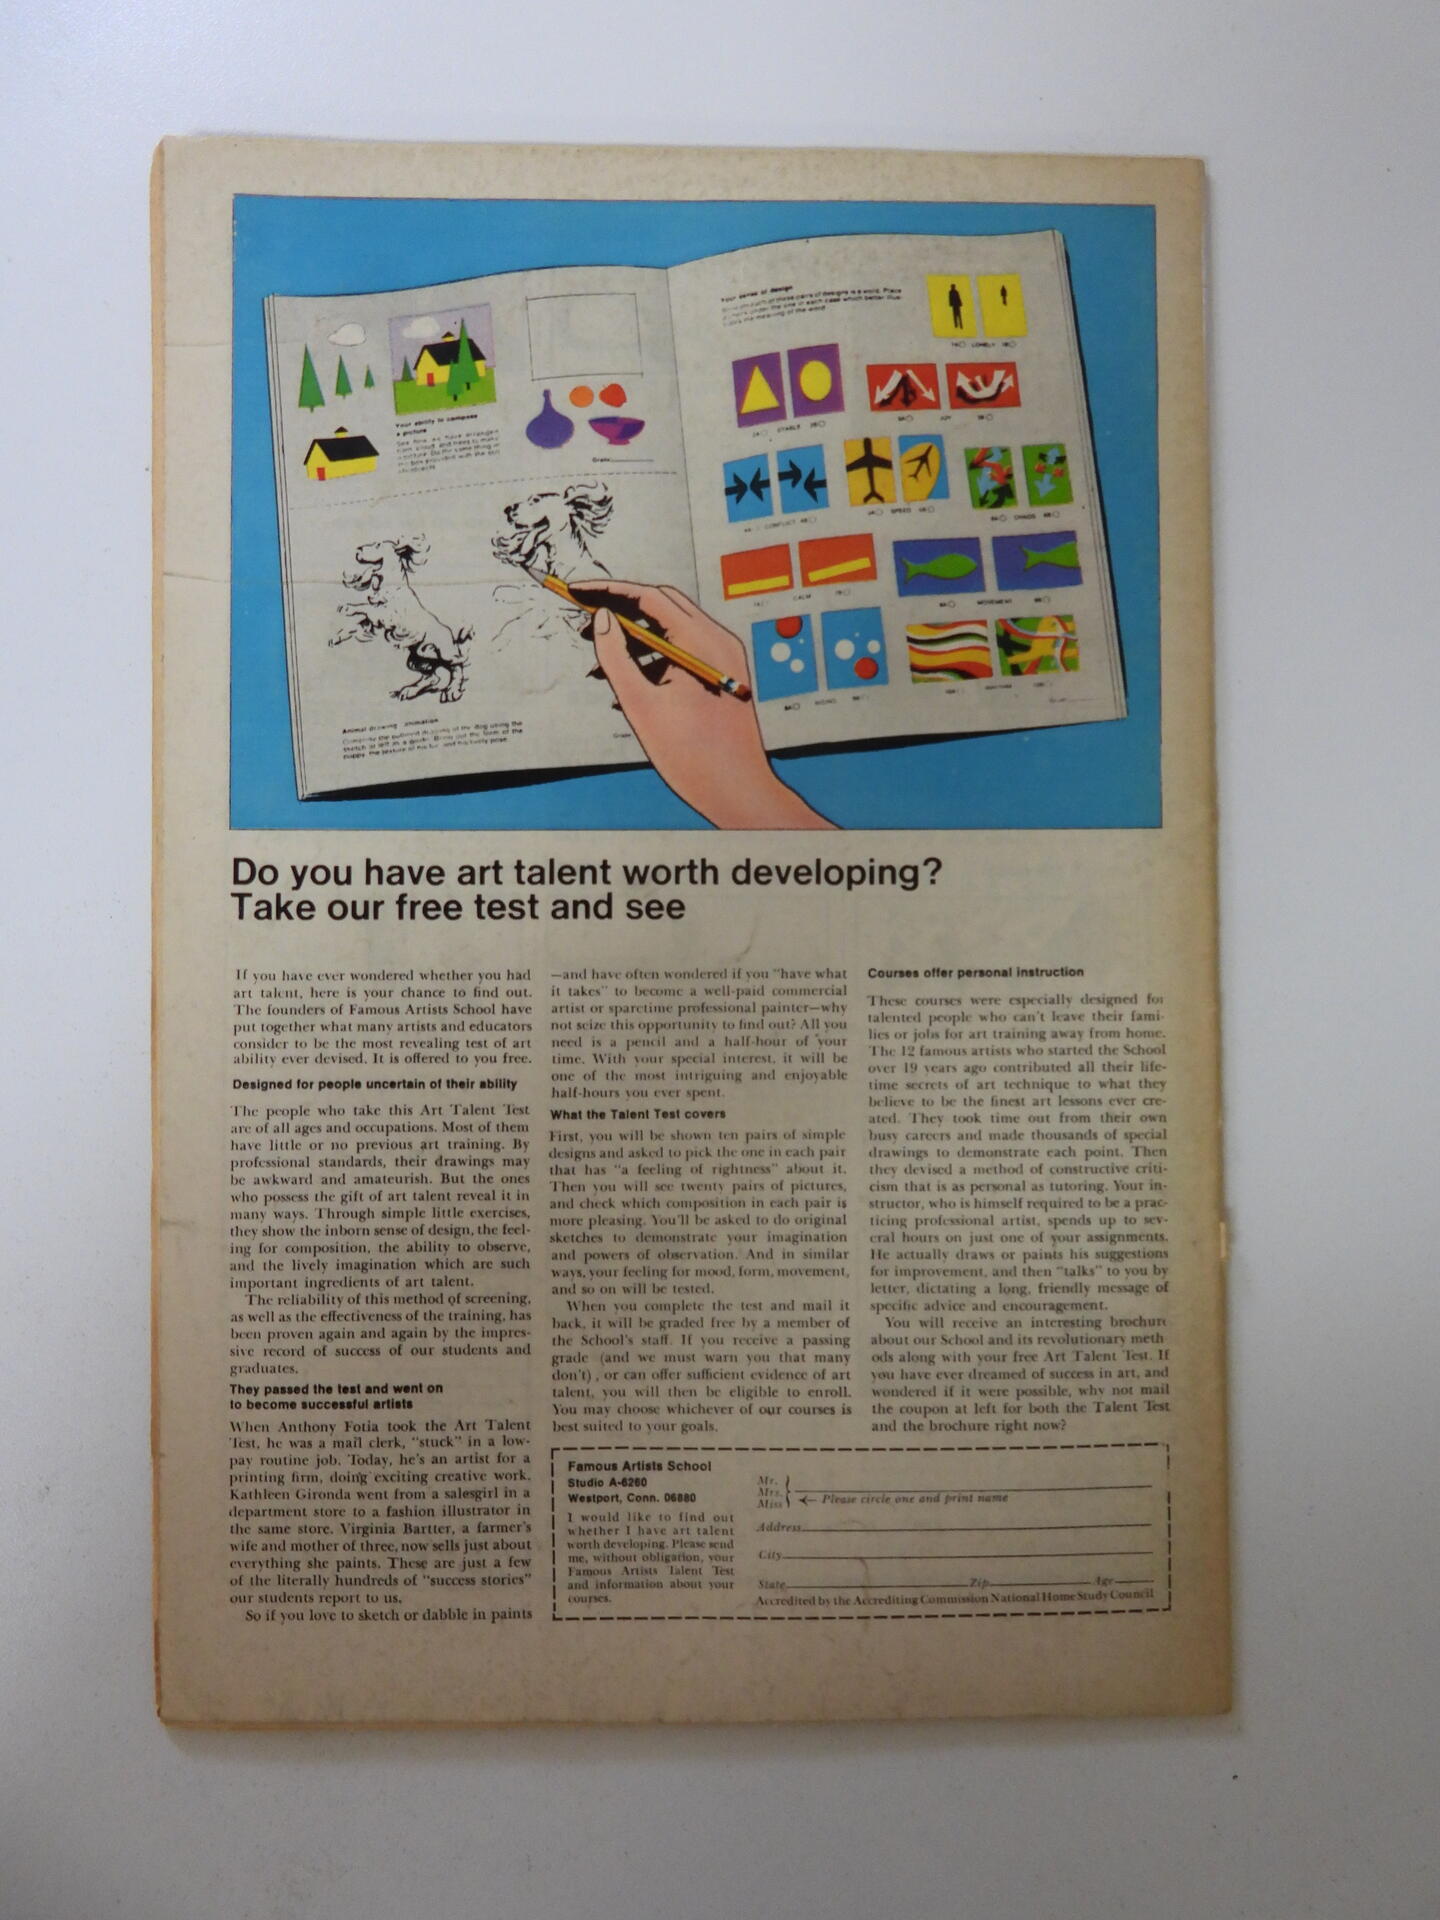 Your sense of design
LONELY
STABLE
JOY
CONFLICT
SPEED
CHAOS
CALM
MOVEMENT
RISING
Your ability to compose
a picture
Grade
Animal drawing animation
Grade
Do you have art talent worth developing?
Take our free test and see
If you have ever wondered whether you had
art talent, here is your chance to find out.
The founders of Famous Artists School have
put together what many artists and educators
consider to be the most revealing test of art
ability ever devised. It is offered to you free.
Designed for people uncertain of their ability
The people who take this Art Talent Test
are of all ages and occupations. Most of them
have little or no previous art training. By
professional standards, their drawings may
be awkward and amateurish. But the ones
who possess the gift of art talent reveal it in
many ways. Through simple little exercises,
they show the inborn sense of design, the feel-
ing for composition, the ability to observe,
and the lively imagination which are such
important ingredients of art talent.
The reliability of this method of screening,
as well as the effectiveness of the training, has
been proven again and again by the impres-
sive record of success of our students and
graduates.
They passed the test and went on
to become successful artists
When Anthony Fotia took the Art Talent
Test, he was a mail clerk, "stuck" in a low-
pay routine job. Today, he's an artist for a
printing firm, doing exciting creative work.
Kathleen Gironda went from a salesgirl in a
department store to a fashion illustrator in
the same store. Virginia Bartter, a farmer's
wife and mother of three, now sells just about
everything she paints. These are just a few
of the literally hundreds of "success stories"
our students report to us.
So if you love to sketch or dabble in paints
—and have often wondered if you "have what
it takes" to become a well-paid commercial
artist or sparetime professional painter—why
not seize this opportunity to find out? All you
need is a pencil and a half-hour of your
time. With your special interest, it will be
one of the most intriguing and enjoyable
half-hours you ever spent.
What the Talent Test covers
First, you will be shown ten pairs of simple
designs and asked to pick the one in each pair
that has "a feeling of rightness" about it.
Then you will see twenty pairs of pictures,
and check which composition in each pair is
more pleasing. You'll be asked to do original
sketches to demonstrate your imagination
and powers of observation. And in similar
ways, your feeling for mood, form, movement,
and so on will be tested.
When you complete the test and mail it
back, it will be graded free by a member of
the School's staff. If you receive a passing
grade (and we must warn you that many
don't), or can offer sufficient evidence of art
talent, you will then be eligible to enroll.
You may choose whichever of our courses is
best suited to your goals.
Courses offer personal instruction
These courses were especially designed for
talented people who can't leave their fami-
lies or jobs for art training away from home.
The 12 famous artists who started the School
over 19 years ago contributed all their life-
time secrets of art technique to what they
believe to be the finest art lessons ever cre-
ated. They took time out from their own
busy careers and made thousands of special
drawings to demonstrate each point. Then
they devised a method of constructive criti-
cism that is as personal as tutoring. Your in-
structor, who is himself required to be a prac-
ticing professional artist, spends up to sev-
eral hours on just one of your assignments.
He actually draws or paints his suggestions
for improvement, and then "talks" to you by
letter, dictating a long, friendly message of
specific advice and encouragement.
You will receive an interesting brochure
about our School and its revolutionary meth
ods along with your free Art Talent Test. If
you have ever dreamed of success in art, and
wondered if it were possible, why not mail
the coupon at left for both the Talent Test
and the brochure right now?
Famous Artists School
Studio A-6260
Westport, Conn. 06880
I would like to find out
whether I have art talent
worth developing. Please send
me, without obligation, your
Famous Artists Talent Test
and information about your
courses.
Mr.
Mrs.
Miss
Please circle one and print name
Address
City
State Zip Age
Accredited by the Accrediting Commission National Home Study Council